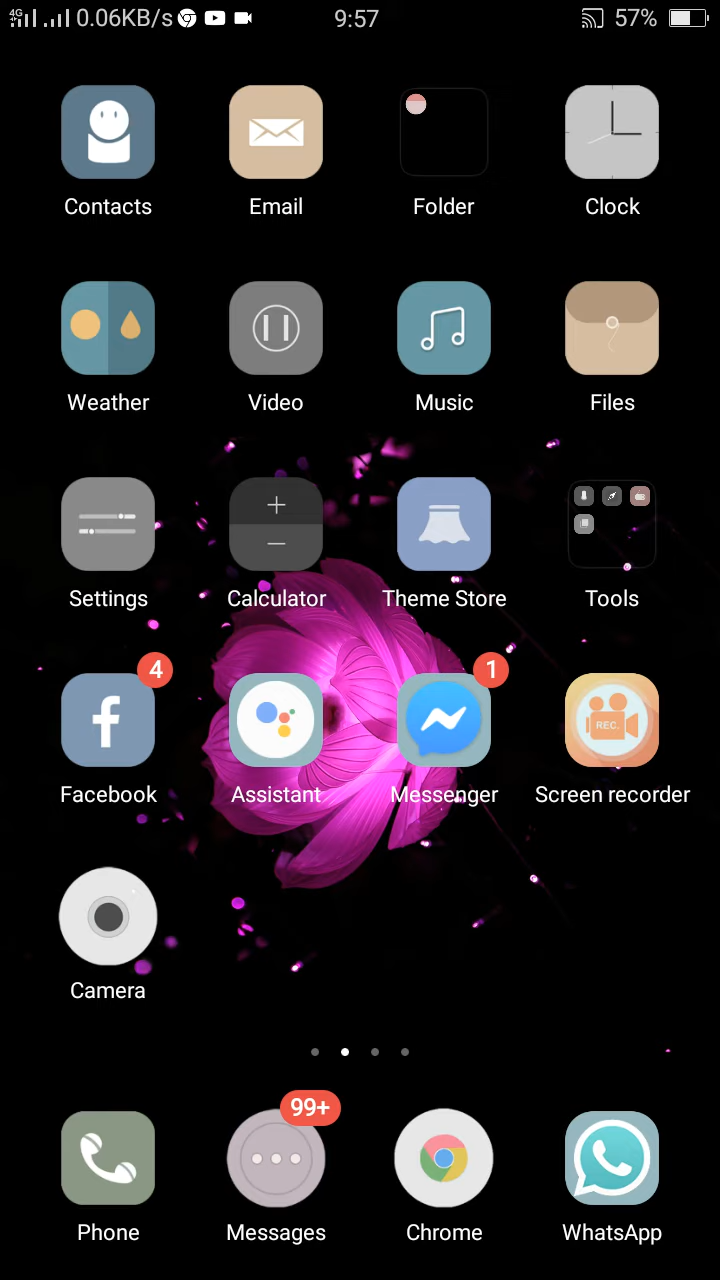 4G 0.06KB/s 9:57 57%
Contacts Email Folder Clock
Weather Video Music Files
Settings Calculator Theme Store Tools
4 1
REC.
Facebook Assistant Messenger Screen recorder
Camera
99+
Phone Messages Chrome WhatsApp